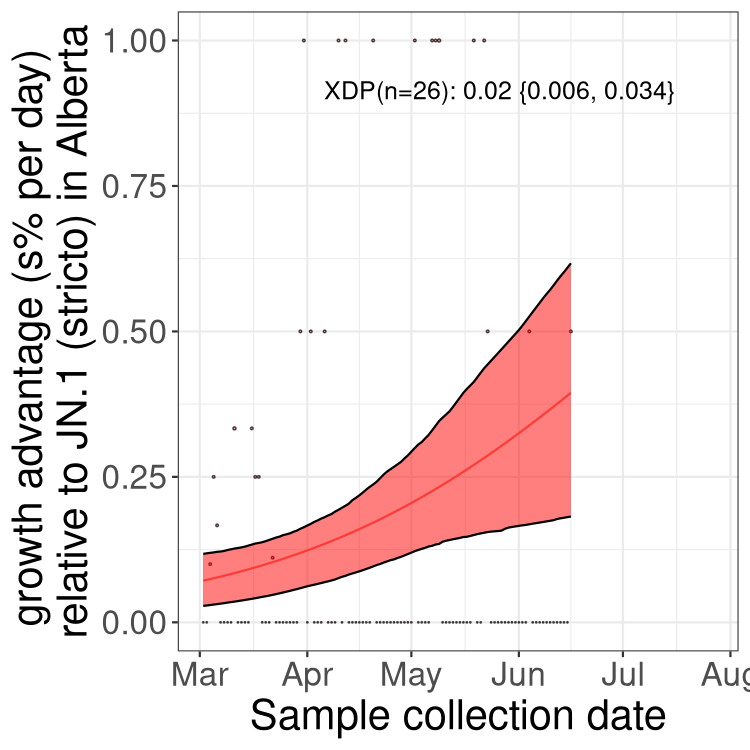 growth advantage (s% per day)
relative to JN.1 (stricto) in Alberta
1.00
0.75
0.50
0.25
0.00
XDP(n=26): 0.02 {0.006, 0.034}
Mar Apr May Jun Jul Aug
Sample collection date